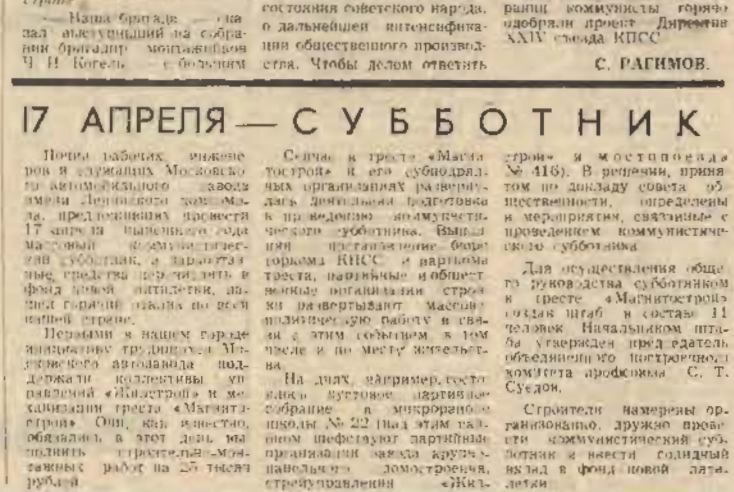 — Наша бригада — ска-
зал выступивший на собра-
нии бригадир монтажников
Ч. И. Когель, — с большим
состояния советского народа,
о дальнейшей интенсифика-
ции общественного производ-
ства. Чтобы делом ответить
коммунисты горячо
одобрили проект Директив
XXIV съезда КПСС
С. РАГИМОВ.
17 АПРЕЛЯ — СУББОТНИК
Почин рабочих, инжене-
ров и служащих Московско-
го автомобильного завода
имени Ленинского комсомо-
ла, предложивших провести
17 апреля нынешнего года
массовый коммунистичес-
кий субботник, а заработан-
ные средства перечислить в
фонд новой пятилетки, на-
шел горячий отклик по всей
нашей стране.
Первыми в нашем городе
инициативу трудящихся Мос-
ковского автозавода под-
держали коллективы уп-
равлений «Жилстрой» и ме-
ханизации треста «Магнито-
строй». Они, как известно,
обязались в этот день вы-
полнить строительно-мон-
тажных работ на 25 тысяч
рублей.
Сейчас в тресте «Магни-
тострой» и его субподряд-
ных организациях разверну-
лась деятельная подготовка
к проведению коммунисти-
ческого субботника. Выпол-
няя постановление бюро
горкома КПСС и парткома
треста, партийные и общест-
венные организации строй-
ки развертывают массово-
политическую работу в свя-
зи с этим событием, в том
числе и по месту жительст-
ва.
На днях, например, состо-
ялось кустовое партийное
собрание в микрорайоне
школы № 22 (над этим рай-
оном шефствуют партийные
организации завода крупно-
панельного домостроения,
стройуправления «Жил-
строй» и мостопоезда
№ 416). В решении, приня-
том по докладу совета об-
щественности, определены
и мероприятия, связанные с
проведением коммунистиче-
ского субботника.
Для осуществления обще-
го руководства субботником
в тресте «Магнитострой»
создан штаб в составе 11
человек. Начальником шта-
ба утвержден председатель
объединенного построечного
комитета профсоюза С. Т.
Суедов.
Строители намерены ор-
ганизованно, дружно прове-
сти коммунистический суб-
ботник и внести солидный
вклад в фонд новой пяти-
летки.